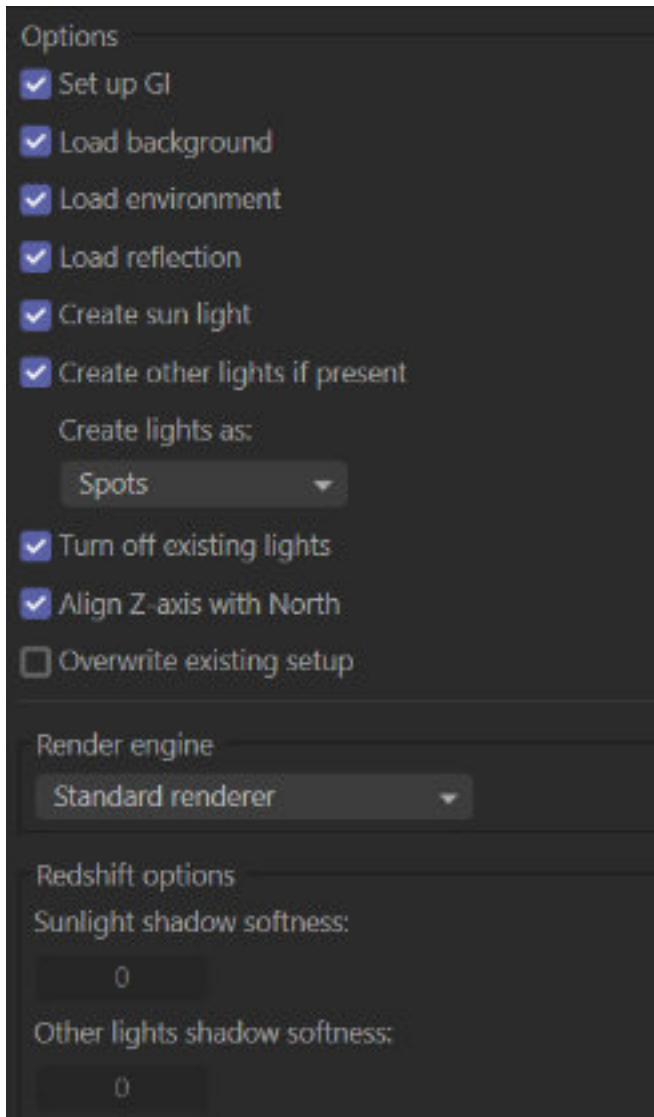 Options
Set up GI
Load background
Load environment
Load reflection
Create sun light
Create other lights if present
Create lights as:
Spots
Turn off existing lights
Align Z-axis with North
Overwrite existing setup
Render engine
Standard renderer
Redshift options
Sunlight shadow softness:
0
Other lights shadow softness:
0